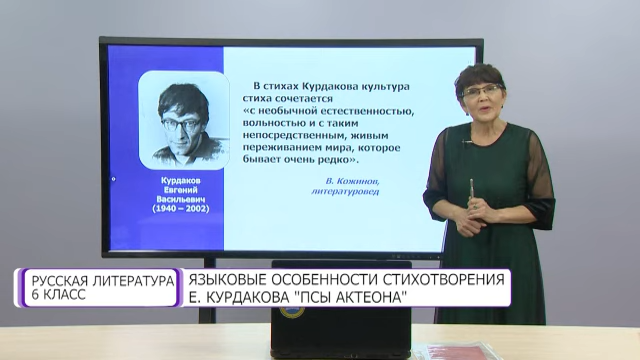 В стихах Курдакова культура
стиха сочетается
«с необычной естественностью,
вольностью и с таким
непосредственным, живым
переживанием мира, которое
бывает очень редко».
В. Кожинов,
литературовед
Курдаков
Евгений
Васильевич
(1940 – 2002)
РУССКАЯ ЛИТЕРАТУРА
6 КЛАСС
ЯЗЫКОВЫЕ ОСОБЕННОСТИ СТИХОТВОРЕНИЯ
Е. КУРДАКОВА "ПСЫ АКТЕОНА"